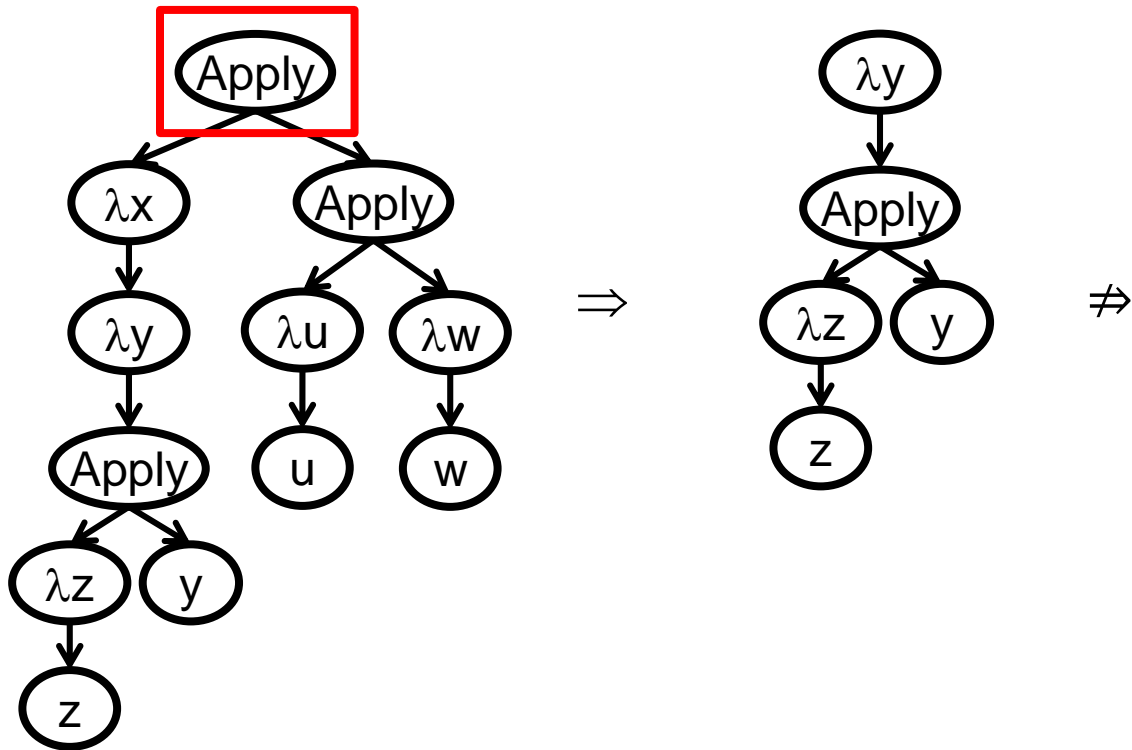 Apply λy
λx Apply Apply
λy λu λw ⇒ λz y ⇏
Apply u w z
λz y
z